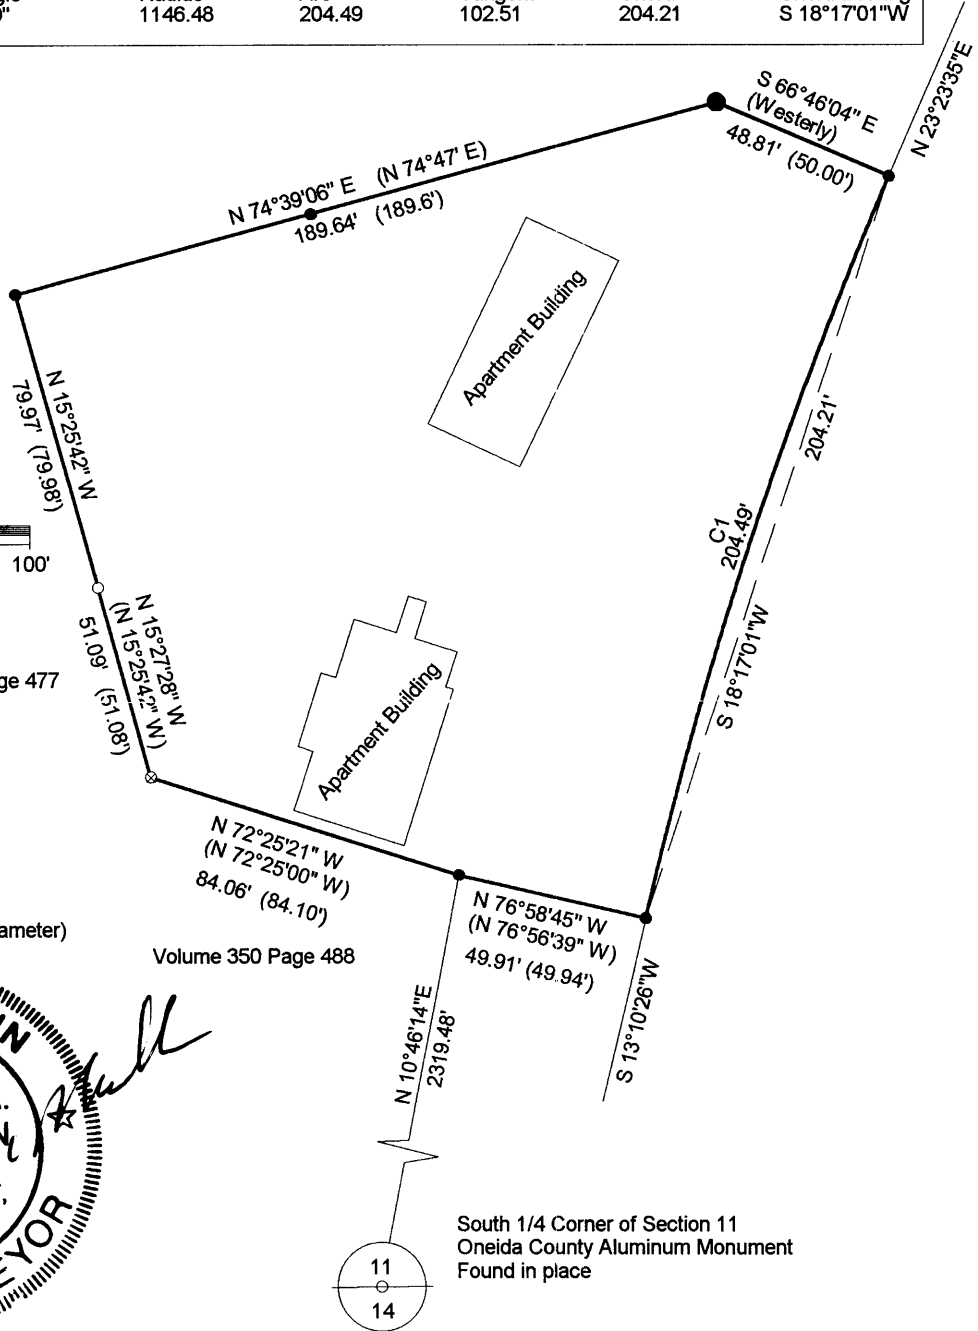 1146.48 204.49 102.51 204.21 S 18°17'01"W
S 66°46'04" E
(Westerly)
48.81' (50.00')
N 23°23'35"E
N 74°39'06" E (N 74°47' E)
189.64' (189.6')
Apartment Building
N 15°25'42" W
79.97' (79.98')
204.21'
C1
204.49'
100'
N 15°27'28" W
(N 15°25'42" W)
51.09' (51.08')
ge 477
S 18°17'01"W
Apartment Building
N 72°25'21" W
(N 72°25'00" W)
84.06' (84.10')
N 76°58'45" W
(N 76°56'39" W)
49.91' (49.94')
ameter)
Volume 350 Page 488
N 10°46'14"E
2319.48'
S 13°10'26"W
IN
EYOR
South 1/4 Corner of Section 11
Oneida County Aluminum Monument
Found in place
11
14